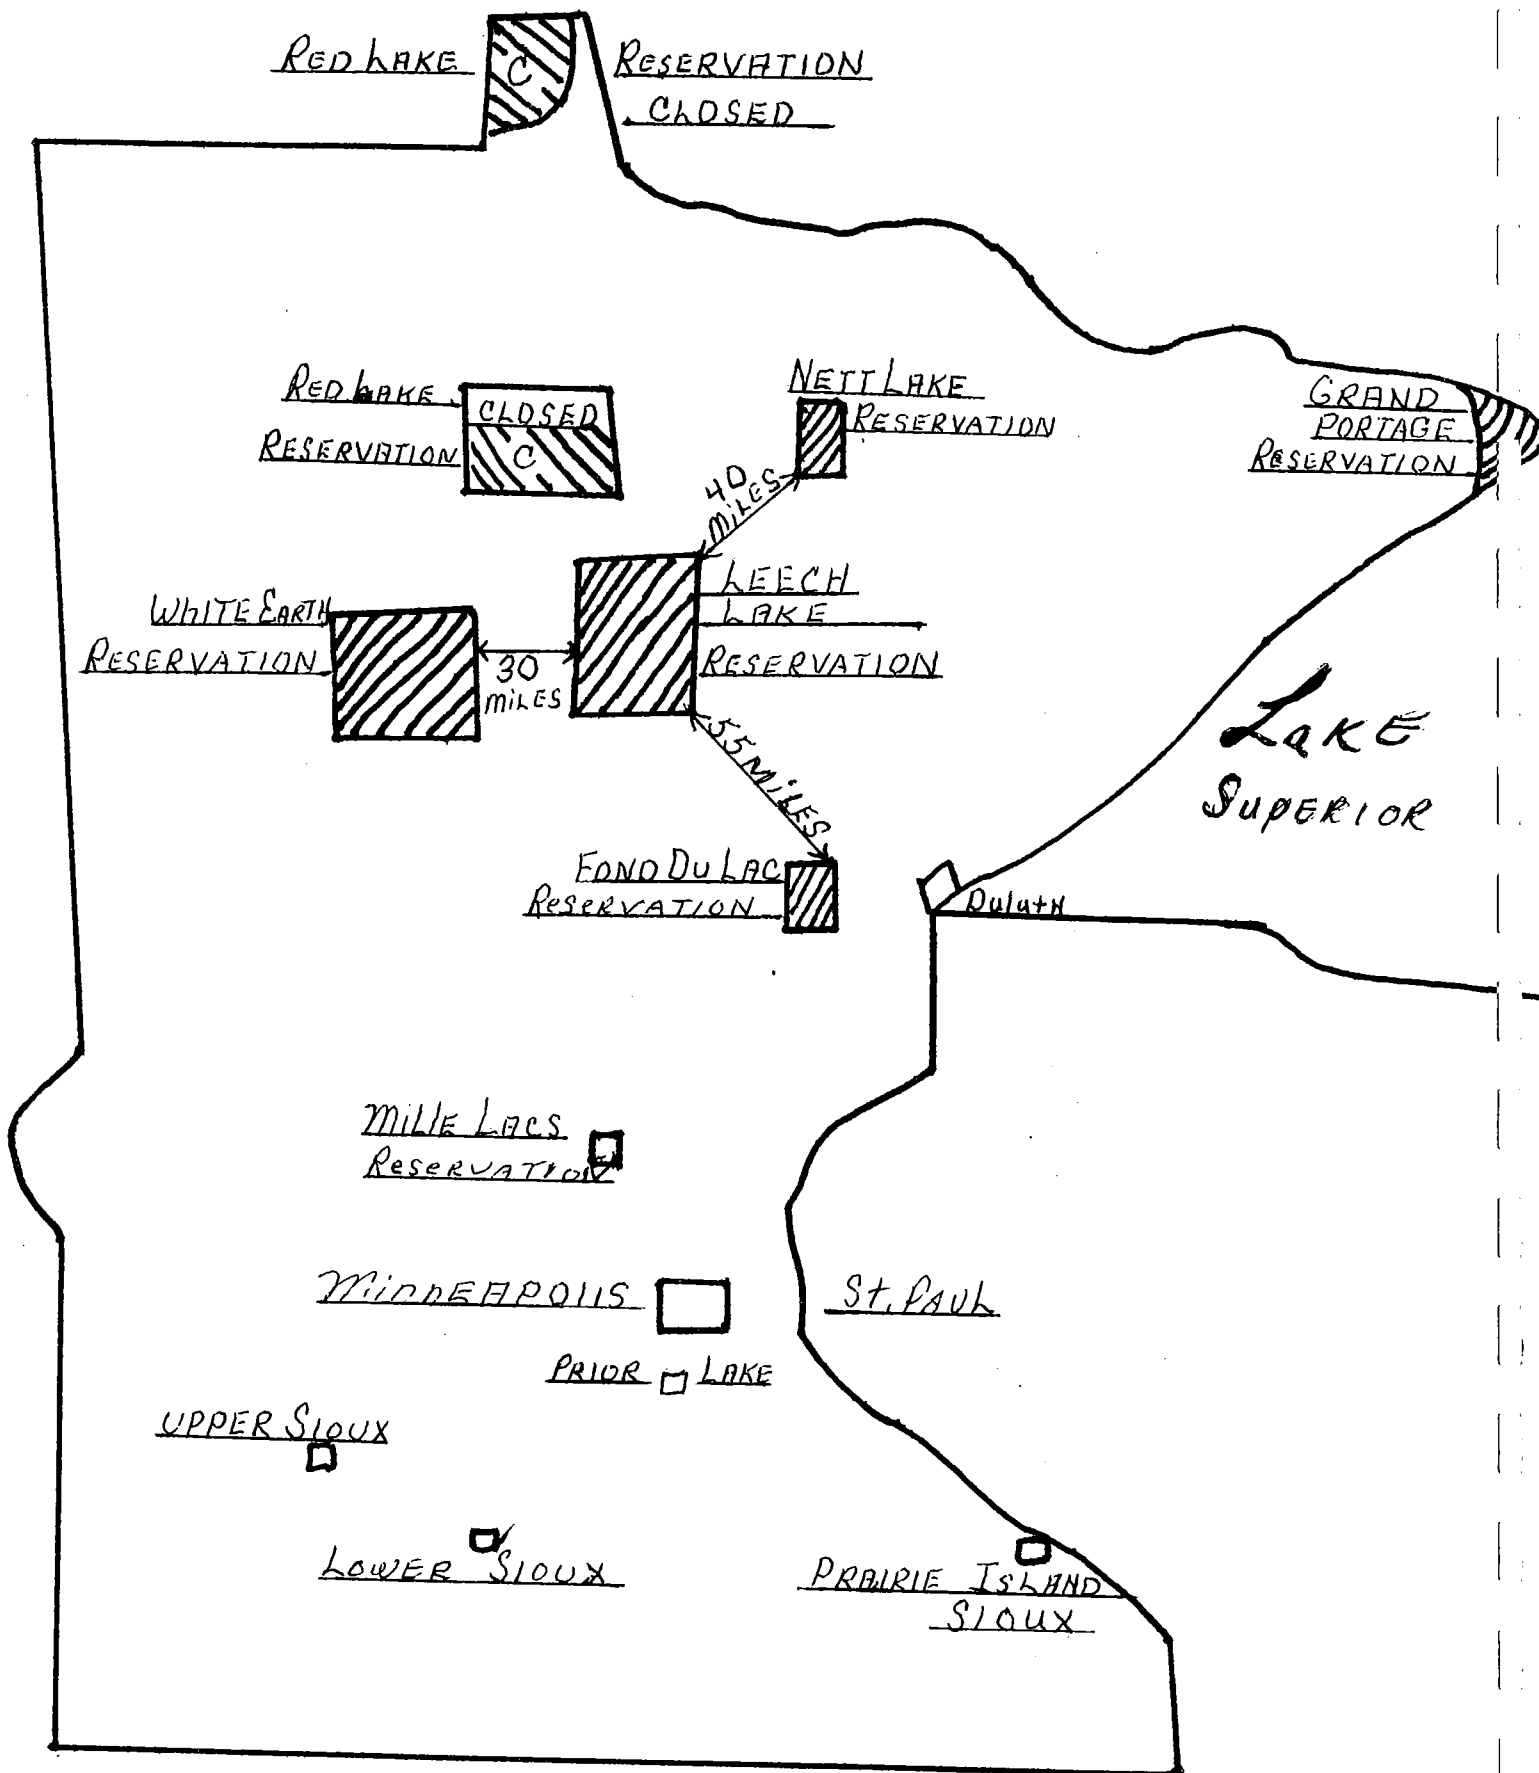 RED LAKE
C
RESERVATION
CLOSED
RED LAKE
RESERVATION
CLOSED
C
NETT LAKE
RESERVATION
GRAND
PORTAGE
RESERVATION
40
MILES
WHITE EARTH
RESERVATION
30
MILES
LEECH
LAKE
RESERVATION
LAKE
SUPERIOR
55 MILES
FOND DU LAC
RESERVATION
DuluTH
MILLE LACS
RESERVATION
MINNEAPOLIS
St. PAUL
PRIOR LAKE
UPPER SIOUX
LOWER SIOUX
PRAIRIE ISLAND
SIOUX